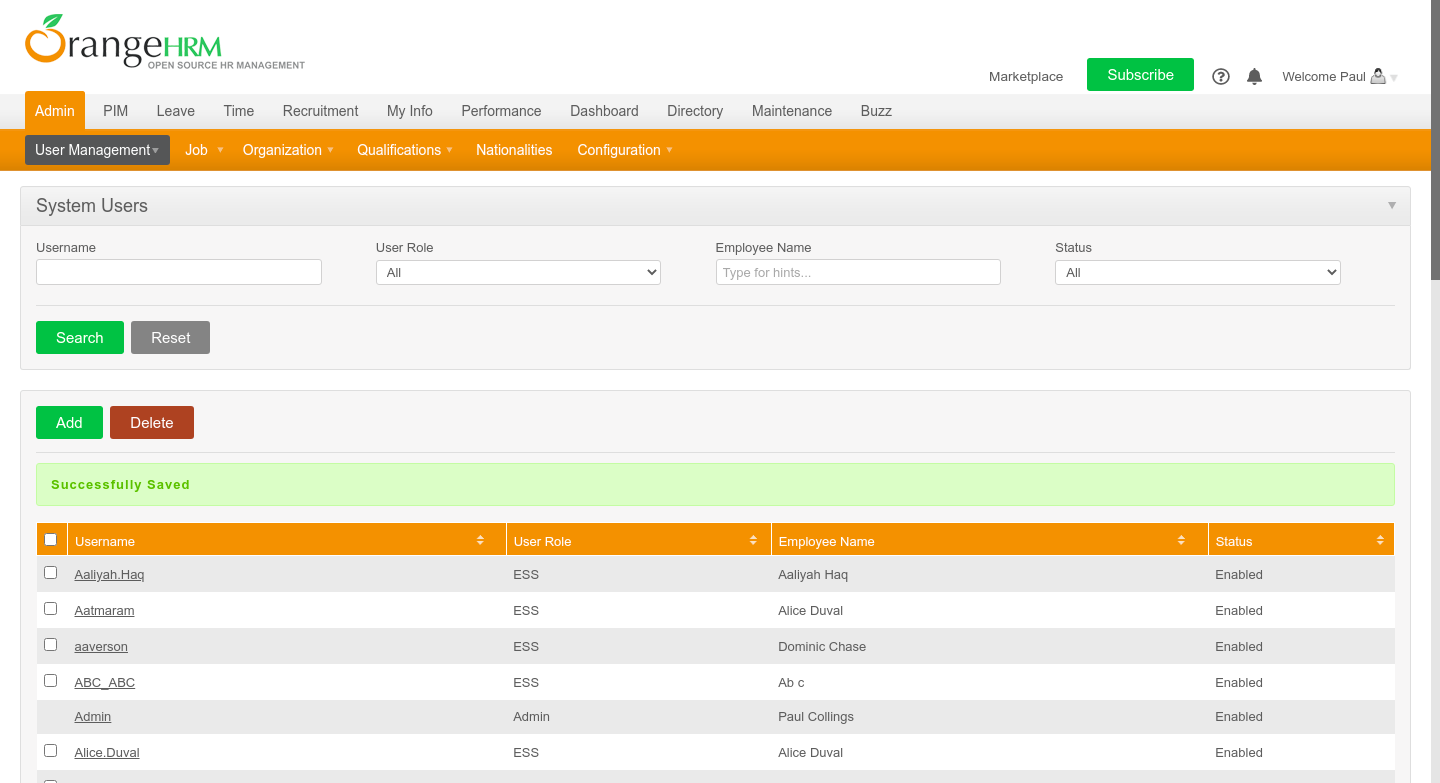 OrangeHRM
OPEN SOURCE HR MANAGEMENT
Marketplace Subscribe Welcome Paul
Admin PIM Leave Time Recruitment My Info Performance Dashboard Directory Maintenance Buzz
User Management Job Organization Qualifications Nationalities Configuration
System Users
Username User Role Employee Name Status
All Type for hints... All
Search Reset
Add Delete
Successfully Saved
Username User Role Employee Name Status
Aaliyah.Haq ESS Aaliyah Haq Enabled
Aatmaram ESS Alice Duval Enabled
aaverson ESS Dominic Chase Enabled
ABC_ABC ESS Ab c Enabled
Admin Admin Paul Collings Enabled
Alice.Duval ESS Alice Duval Enabled